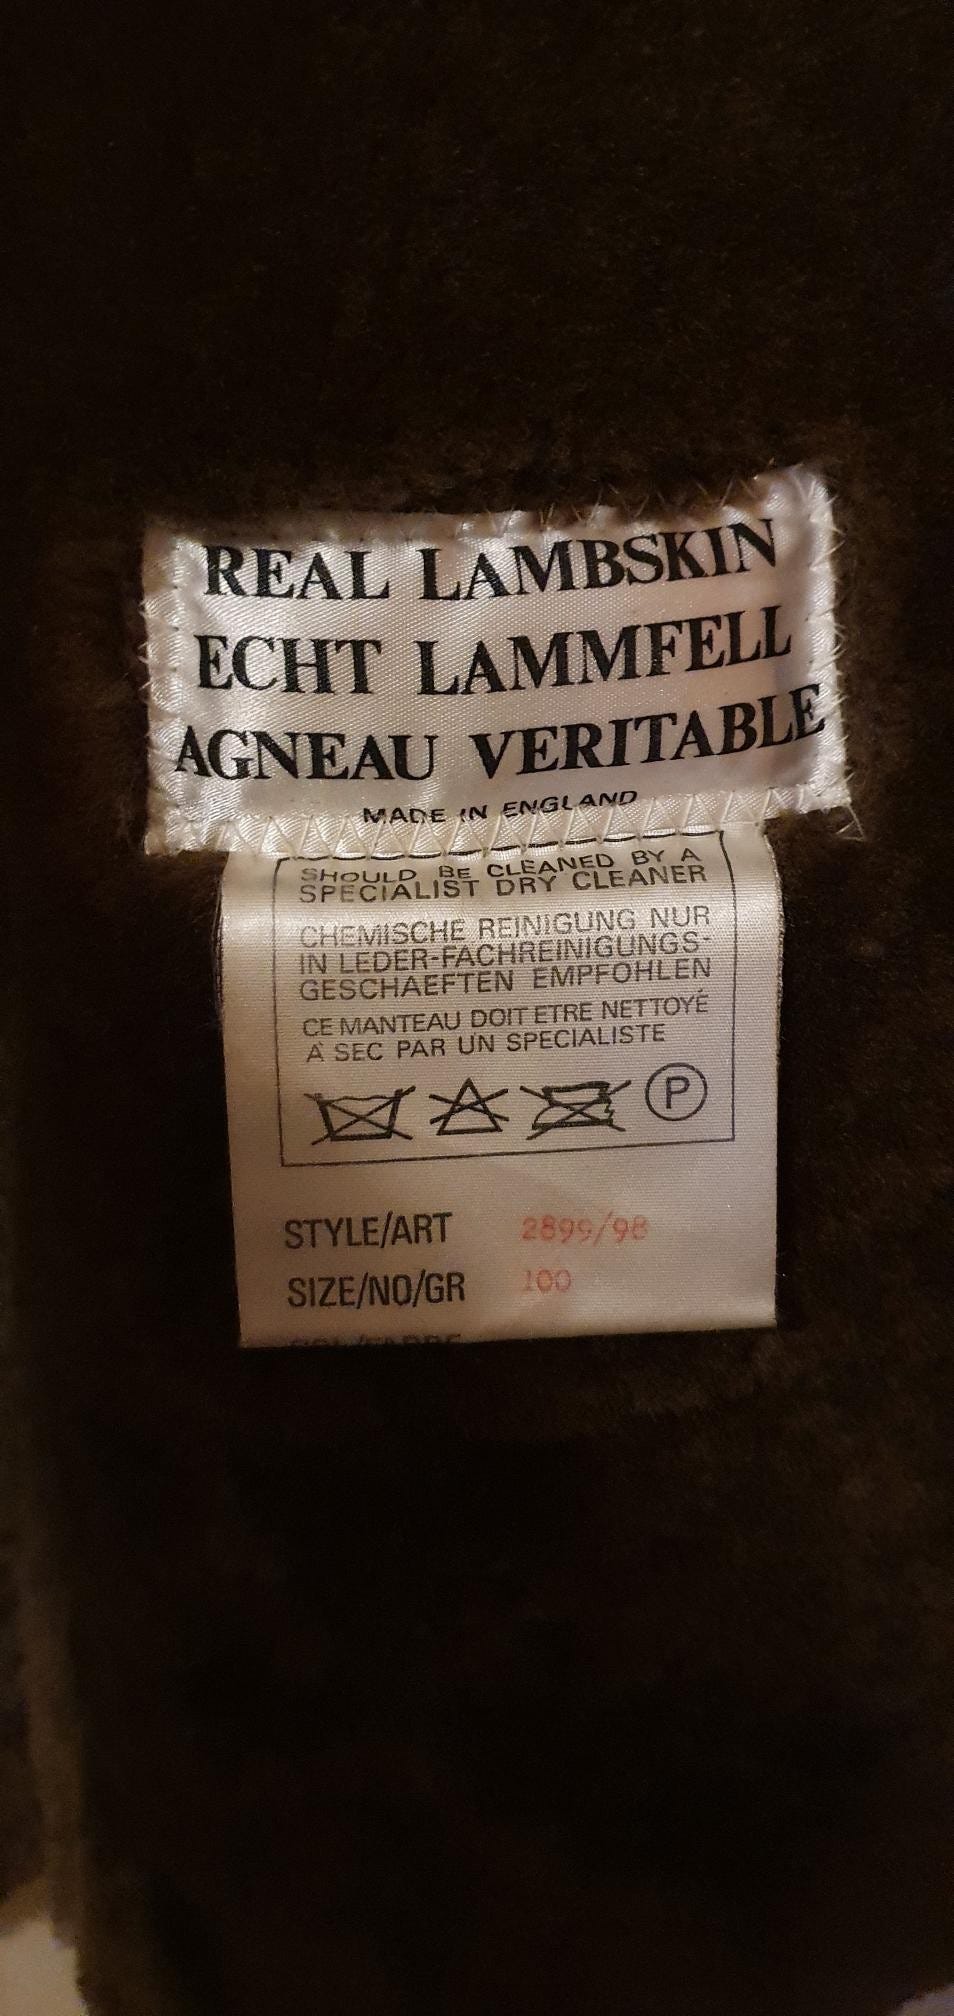 REAL LAMBSKIN
ECHT LAMMFELL
AGNEAU VERITABLE
MADE IN ENGLAND
SHOULD BE CLEANED BY A
SPECIALIST DRY CLEANER
CHEMISCHE REINIGUNG NUR
IN LEDER-FACHREINIGUNGS-
GESCHAEFTEN EMPFOHLEN
CE MANTEAU DOIT ETRE NETTOYÉ
A SEC PAR UN SPECIALISTE
P
STYLE/ART 2899/98
SIZE/NO/GR 100